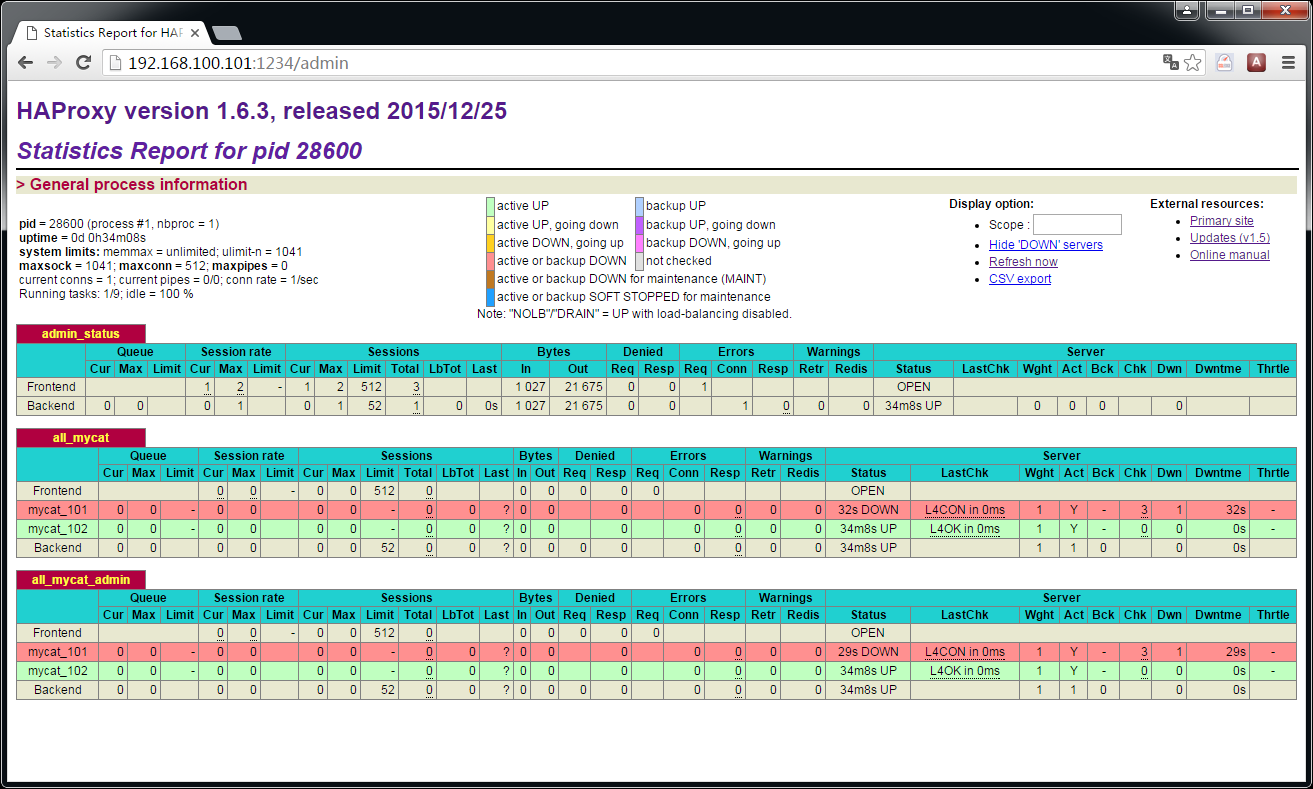 Statistics Report for HAP
192.168.100.101:1234/admin
HAProxy version 1.6.3, released 2015/12/25
Statistics Report for pid 28600
> General process information
pid = 28600 (process #1, nbproc = 1)
uptime = 0d 0h34m08s
system limits: memmax = unlimited; ulimit-n = 1041
maxsock = 1041; maxconn = 512; maxpipes = 0
current conns = 1; current pipes = 0/0; conn rate = 1/sec
Running tasks: 1/9; idle = 100 %
active UP backup UP
active UP, going down backup UP, going down
active DOWN, going up backup DOWN, going up
active or backup DOWN not checked
active or backup DOWN for maintenance (MAINT)
active or backup SOFT STOPPED for maintenance
Note: "NOLB"/"DRAIN" = UP with load-balancing disabled.
Display option:
Scope :
Hide 'DOWN' servers
Refresh now
CSV export
External resources:
Primary site
Updates (v1.5)
Online manual
admin_status
Queue Session rate Sessions Bytes Denied Errors Warnings Server
Cur Max Limit Cur Max Limit Cur Max Limit Total LbTot Last In Out Req Resp Req Conn Resp Retr Redis Status LastChk Wght Act Bck Chk Dwn Dwntme Thrtle
Frontend 1 2 - 1 2 512 3 1 027 21 675 0 0 1 OPEN
Backend 0 0 0 1 0 1 52 1 0 0s 1 027 21 675 0 0 1 0 0 0 34m8s UP 0 0 0 0
all_mycat
Queue Session rate Sessions Bytes Denied Errors Warnings Server
Cur Max Limit Cur Max Limit Cur Max Limit Total LbTot Last In Out Req Resp Req Conn Resp Retr Redis Status LastChk Wght Act Bck Chk Dwn Dwntme Thrtle
Frontend 0 0 - 0 0 512 0 0 0 0 0 0 OPEN
mycat_101 0 0 - 0 0 - 0 0 - 0 0 ? 0 0 0 0 0 0 0 32s DOWN L4CON in 0ms 1 Y - 3 1 32s -
mycat_102 0 0 - 0 0 - 0 0 - 0 0 ? 0 0 0 0 0 0 0 34m8s UP L4OK in 0ms 1 Y - 0 0 0s -
Backend 0 0 0 0 0 0 52 0 0 ? 0 0 0 0 0 0 0 0 34m8s UP 1 1 0 0 0s
all_mycat_admin
Queue Session rate Sessions Bytes Denied Errors Warnings Server
Cur Max Limit Cur Max Limit Cur Max Limit Total LbTot Last In Out Req Resp Req Conn Resp Retr Redis Status LastChk Wght Act Bck Chk Dwn Dwntme Thrtle
Frontend 0 0 - 0 0 512 0 0 0 0 0 0 OPEN
mycat_101 0 0 - 0 0 - 0 0 - 0 0 ? 0 0 0 0 0 0 0 29s DOWN L4CON in 0ms 1 Y - 3 1 29s -
mycat_102 0 0 - 0 0 - 0 0 - 0 0 ? 0 0 0 0 0 0 0 34m8s UP L4OK in 0ms 1 Y - 0 0 0s -
Backend 0 0 0 0 0 0 52 0 0 ? 0 0 0 0 0 0 0 0 34m8s UP 1 1 0 0 0s